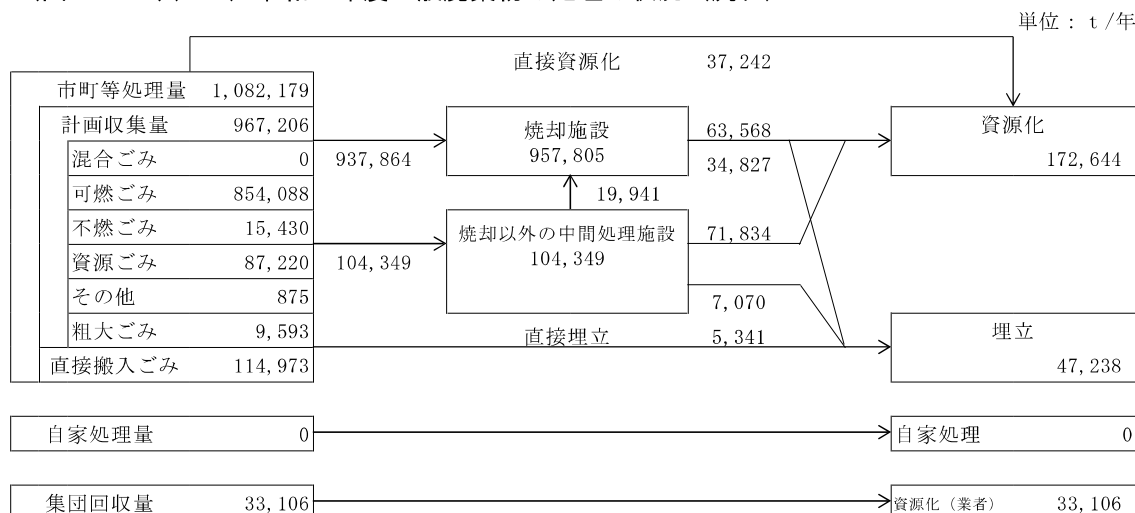 単位：ｔ/年
直接資源化 37,242
市町等処理量 1,082,179
計画収集量 967,206
混合ごみ 0
可燃ごみ 854,088
不燃ごみ 15,430
資源ごみ 87,220
その他 875
粗大ごみ 9,593
直接搬入ごみ 114,973
937,864
104,349
焼却施設
957,805
19,941
焼却以外の中間処理施設
104,349
63,568
34,827
71,834
7,070
直接埋立 5,341
資源化
172,644
埋立
47,238
自家処理量 0
自家処理 0
集団回収量 33,106
資源化（業者） 33,106